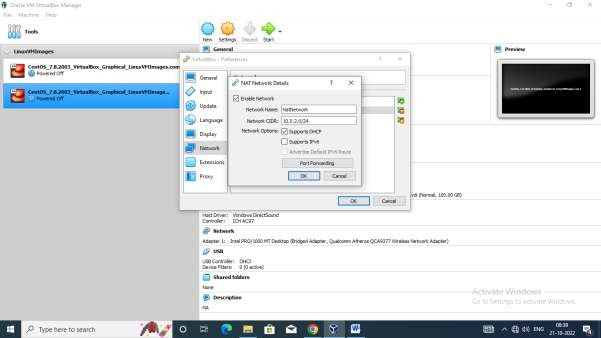 Oracle VM VirtualBox Manager
File Machine Help
Tools
New Settings Discard Start
LinuxVMImages
CentOS_7.8.2003_VirtualBox_Graphical_LinuxVMImages.com
Powered Off
CentOS_7.8.2003_VirtualBox_Graphical_LinuxVMImage...
Powered Off
General
Preview
VirtualBox - Preferences
General
Input
Update
Language
Display
Network
Extensions
Proxy
NAT Network Details
Enable Network
Network Name: NatNetwork
Network CIDR: 10.0.2.0/24
Network Options: Supports DHCP
Supports IPv6
Advertise Default IPv6 Route
Port Forwarding
OK Cancel
OK Cancel
(Normal, 100.00 GB)
Host Driver: Windows DirectSound
Controller: ICH AC97
Network
Adapter 1: Intel PRO/1000 MT Desktop (Bridged Adapter, Qualcomm Atheros QCA9377 Wireless Network Adapter)
USB
USB Controller: OHCI
Device Filters: 0 (0 active)
Shared folders
None
Description
NA
Activate Windows
Go to Settings to activate Windows.
Type here to search
ENG
08:39
21-10-2022